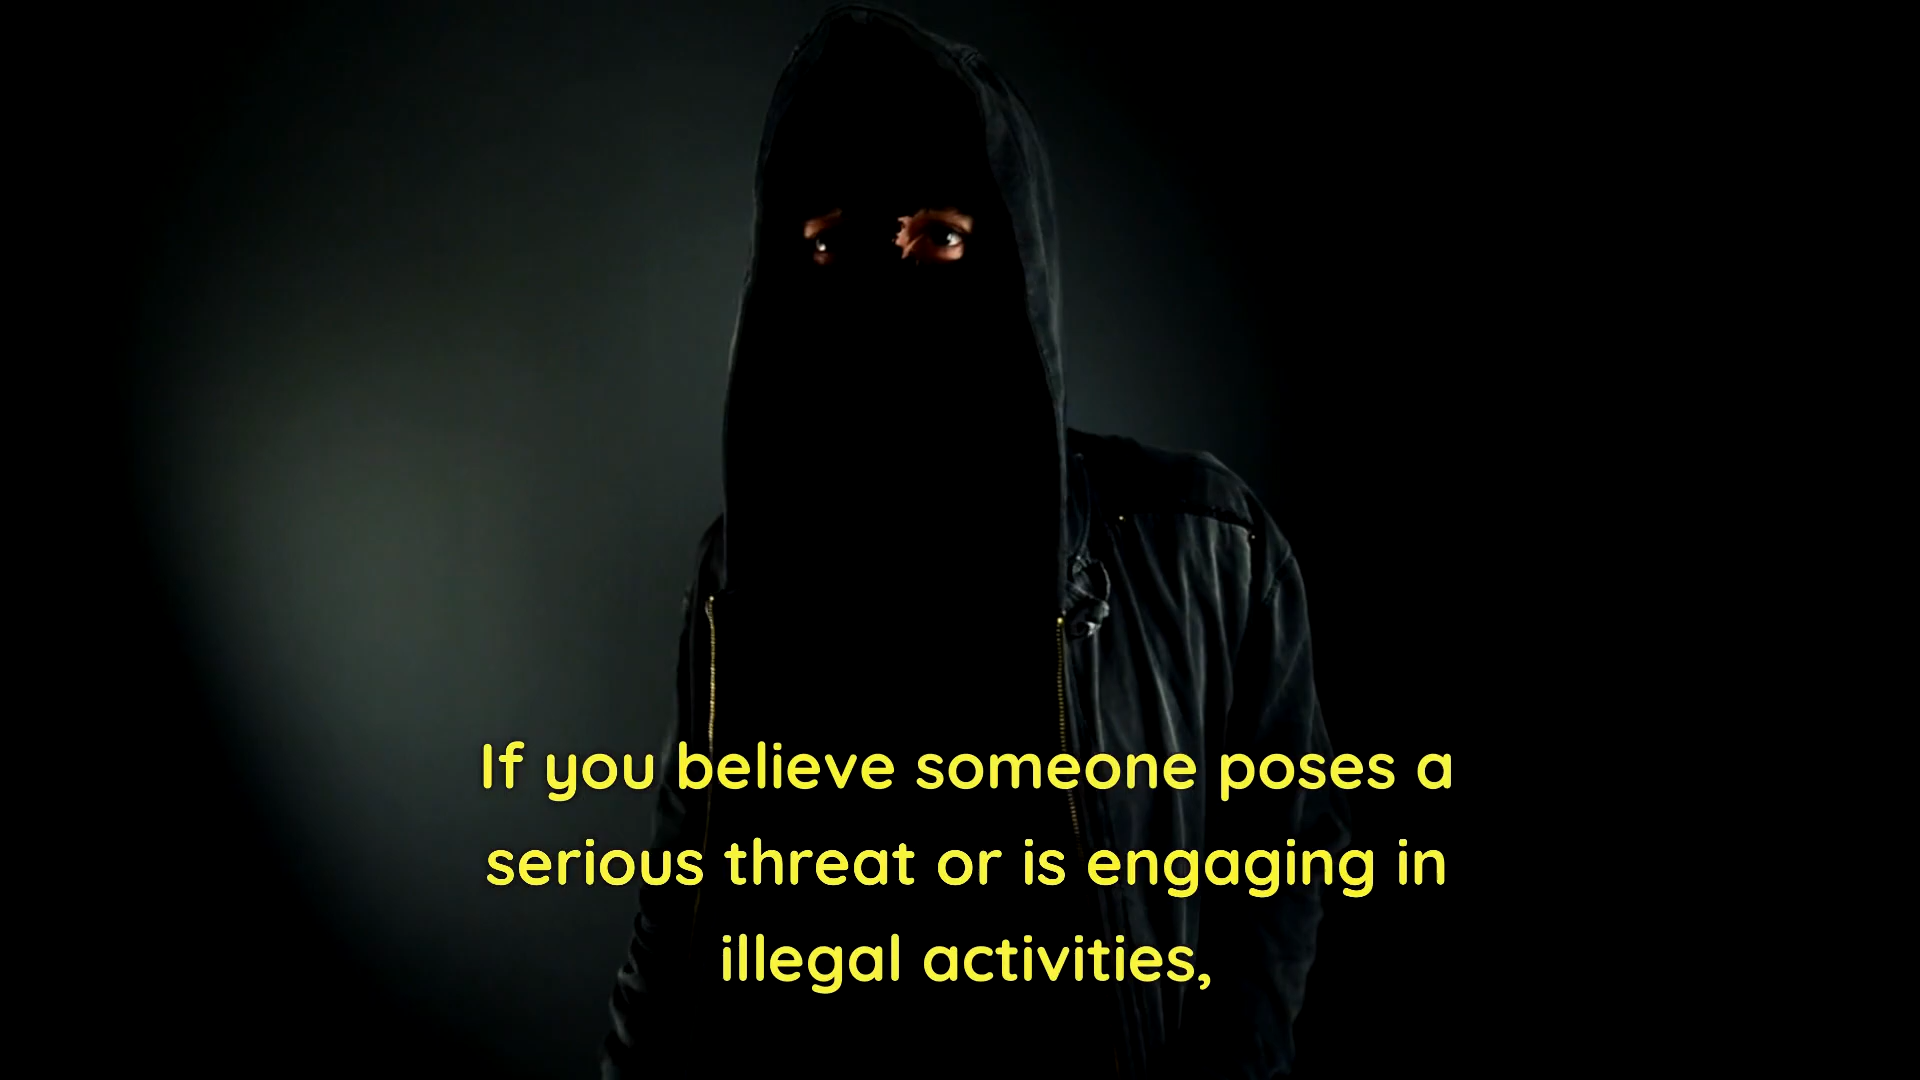 If you believe someone poses a
serious threat or is engaging in
illegal activities,